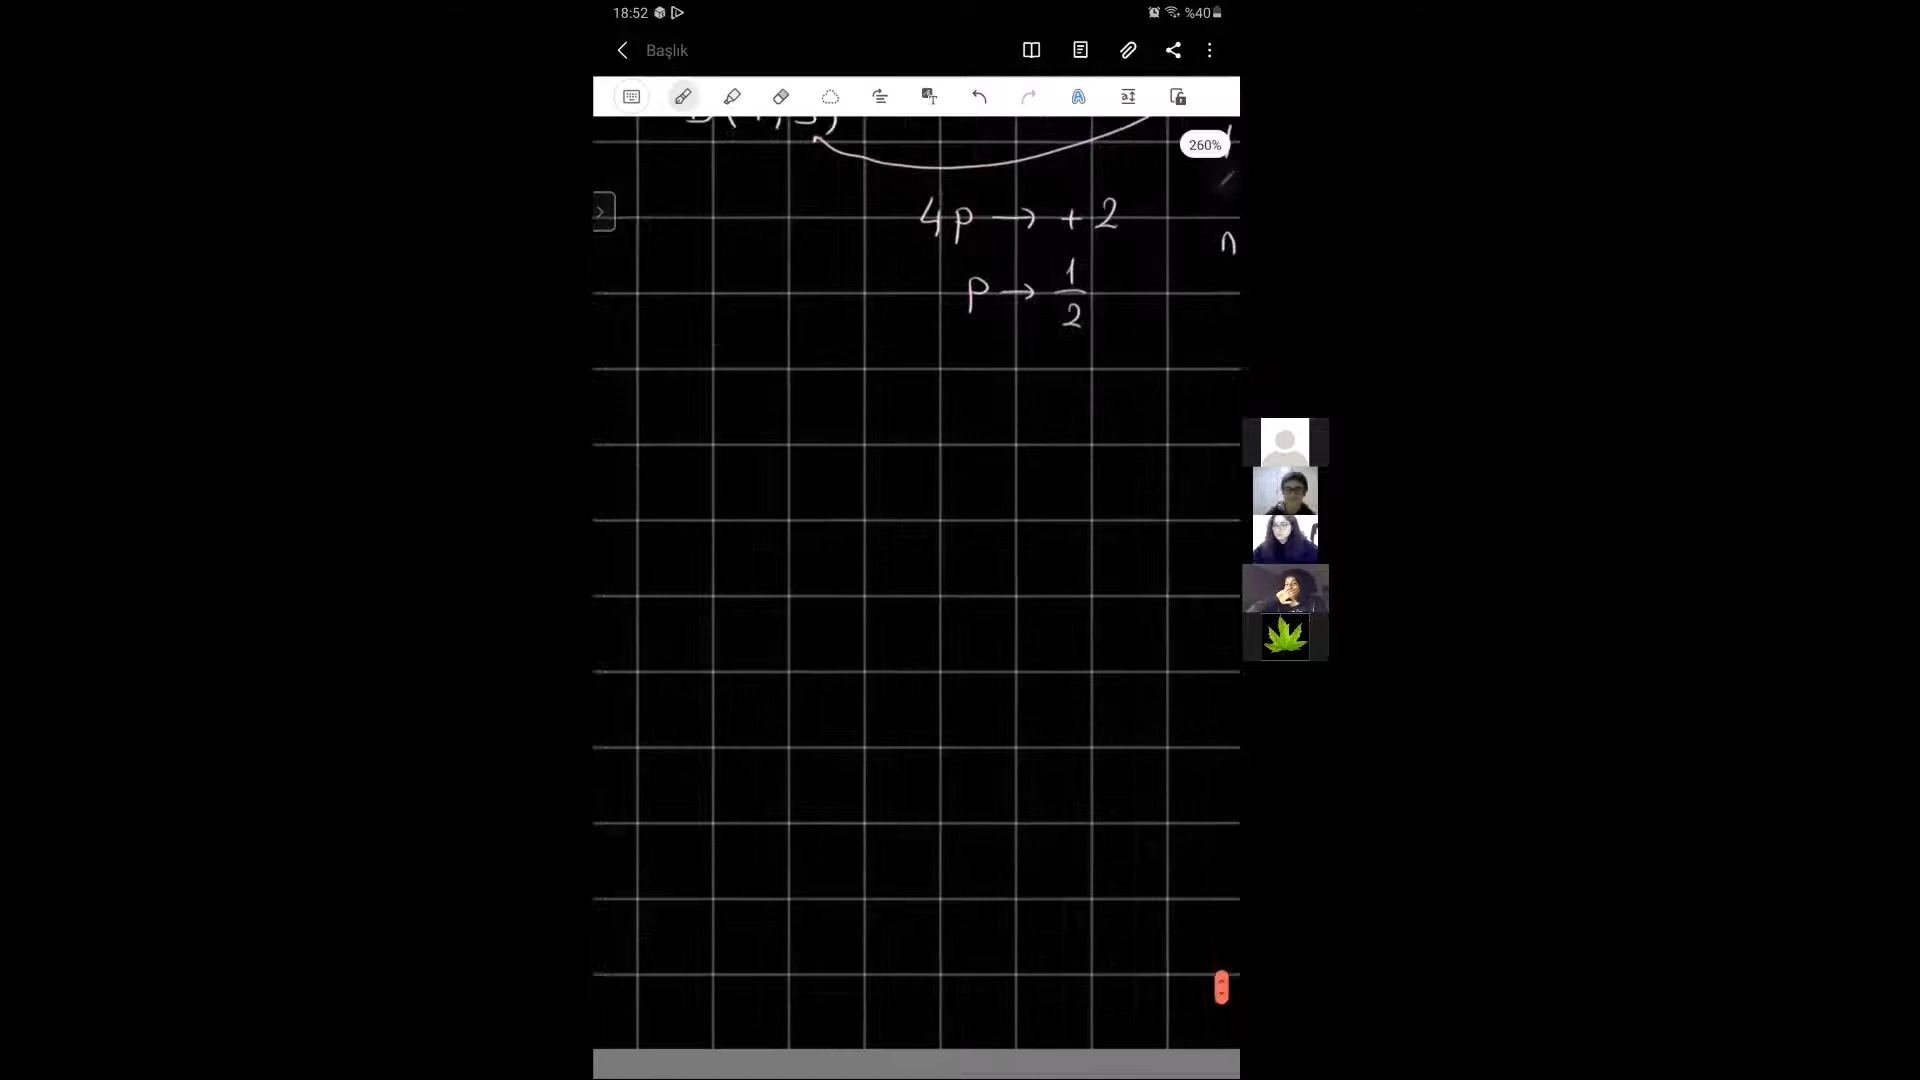 18:52 %40
Başlık
260%
4p → + 2
n
p → 1/2